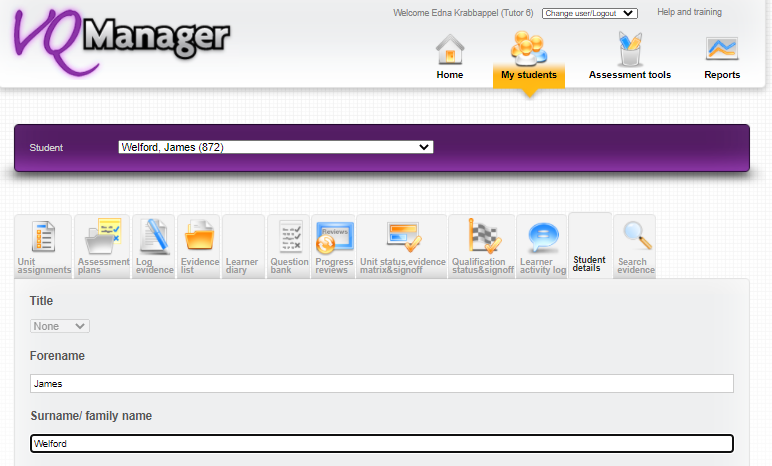 VQManager
Welcome Edna Krabbappel (Tutor 6) Change user/Logout Help and training
Home My students Assessment tools Reports
Student Welford, James (872)
Reviews
Unit assignments
Assessment plans
Log evidence
Evidence list
Learner diary
Question bank
Progress reviews
Unit status,evidence matrix&signoff
Qualification status&signoff
Learner activity log
Student details
Search evidence
Title
None
Forename
James
Surname/ family name
Welford